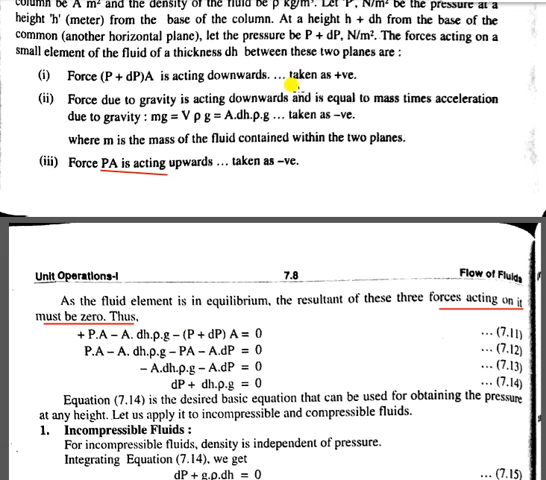 column be A m² and the density of the fluid be ρ kg/m³. Let 'P', N/m² be the pressure at a
height 'h' (meter) from the base of the column. At a height h + dh from the base of the
common (another horizontal plane), let the pressure be P + dP, N/m². The forces acting on a
small element of the fluid of a thickness dh between these two planes are :
(i) Force (P + dP)A is acting downwards. ... taken as +ve.
(ii) Force due to gravity is acting downwards and is equal to mass times acceleration
due to gravity : mg = V ρ g = A.dh.ρ.g ... taken as –ve.
where m is the mass of the fluid contained within the two planes.
(iii) Force PA is acting upwards ... taken as –ve.
Unit Operations-I 7.8 Flow of Fluids
As the fluid element is in equilibrium, the resultant of these three forces acting on it
must be zero. Thus,
+ P.A – A. dh.ρ.g – (P + dP) A = 0 ... (7.11)
P.A – A. dh.ρ.g – PA – A.dP = 0 ... (7.12)
– A.dh.ρ.g – A.dP = 0 ... (7.13)
dP + dh.ρ.g = 0 ... (7.14)
Equation (7.14) is the desired basic equation that can be used for obtaining the pressure
at any height. Let us apply it to incompressible and compressible fluids.
1. Incompressible Fluids :
For incompressible fluids, density is independent of pressure.
Integrating Equation (7.14), we get
dP + g.ρ.dh = 0 ... (7.15)